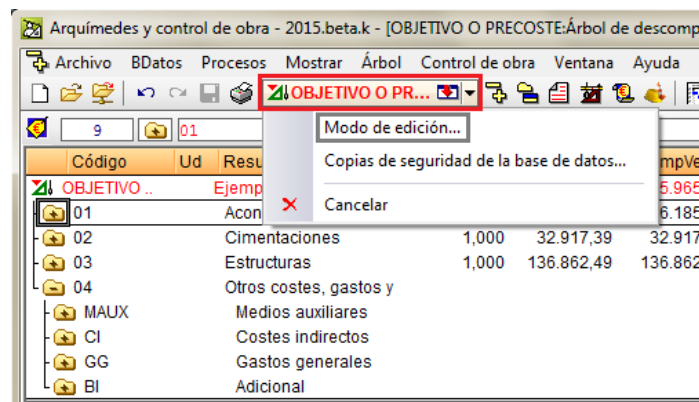 Arquímedes y control de obra - 2015.beta.k - [OBJETIVO O PRECOSTE:Árbol de descomp
Archivo BDatos Procesos Mostrar Árbol Control de obra Ventana Ayuda
OBJETIVO O PR...
9 01
Modo de edición...
Copias de seguridad de la base de datos...
Cancelar
Código Ud Resu mpVe
OBJETIVO .. Ejemp 5.965
01 Acon 6.185
02 Cimentaciones 1,000 32.917,39 32.917
03 Estructuras 1,000 136.862,49 136.862
04 Otros costes, gastos y
MAUX Medios auxiliares
CI Costes indirectos
GG Gastos generales
BI Adicional